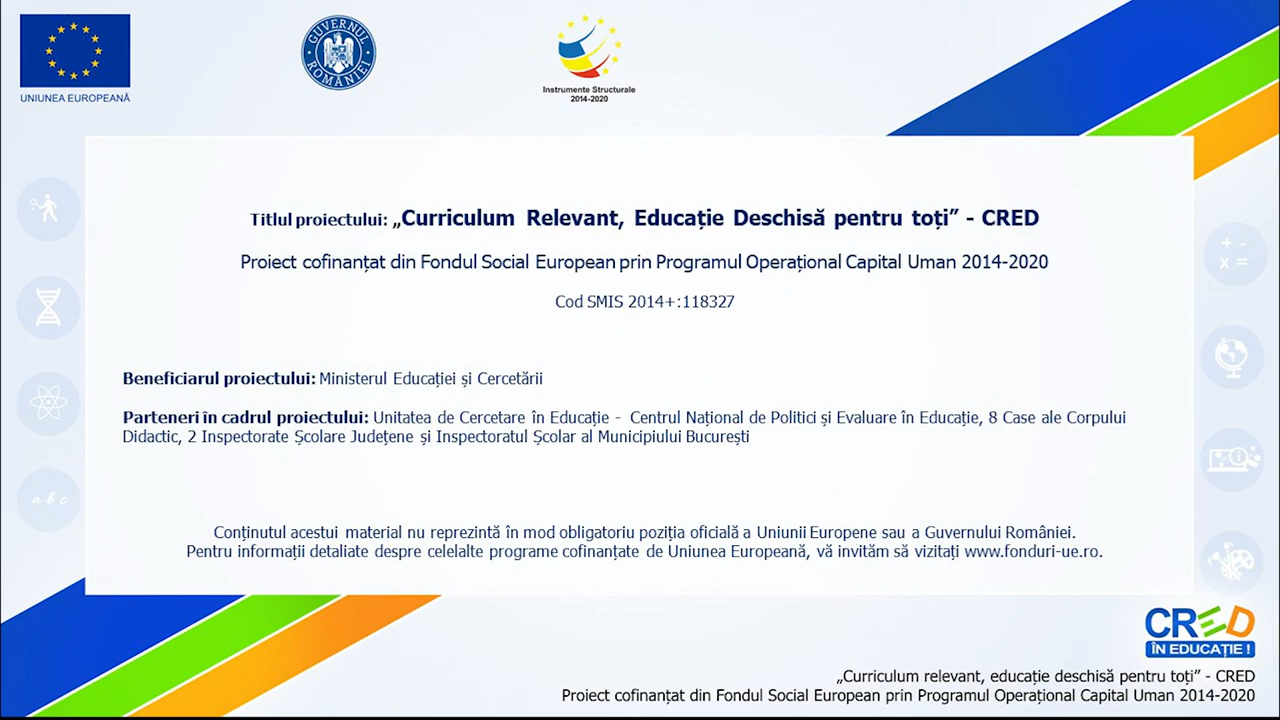 UNIUNEA EUROPEANĂ
GUVERNUL ROMÂNIEI
Instrumente Structurale
2014-2020
Titlul proiectului: „Curriculum Relevant, Educație Deschisă pentru toți” - CRED
Proiect cofinanțat din Fondul Social European prin Programul Operațional Capital Uman 2014-2020
Cod SMIS 2014+:118327
Beneficiarul proiectului: Ministerul Educației și Cercetării
Parteneri în cadrul proiectului: Unitatea de Cercetare în Educație - Centrul Național de Politici și Evaluare în Educație, 8 Case ale Corpului
Didactic, 2 Inspectorate Școlare Județene și Inspectoratul Școlar al Municipiului București
Conținutul acestui material nu reprezintă în mod obligatoriu poziția oficială a Uniunii Europene sau a Guvernului României.
Pentru informații detaliate despre celelalte programe cofinanțate de Uniunea Europeană, vă invităm să vizitați www.fonduri-ue.ro.
+ -
x =
a b c
CRED
ÎN EDUCAȚIE !
„Curriculum relevant, educație deschisă pentru toți” - CRED
Proiect cofinanțat din Fondul Social European prin Programul Operațional Capital Uman 2014-2020